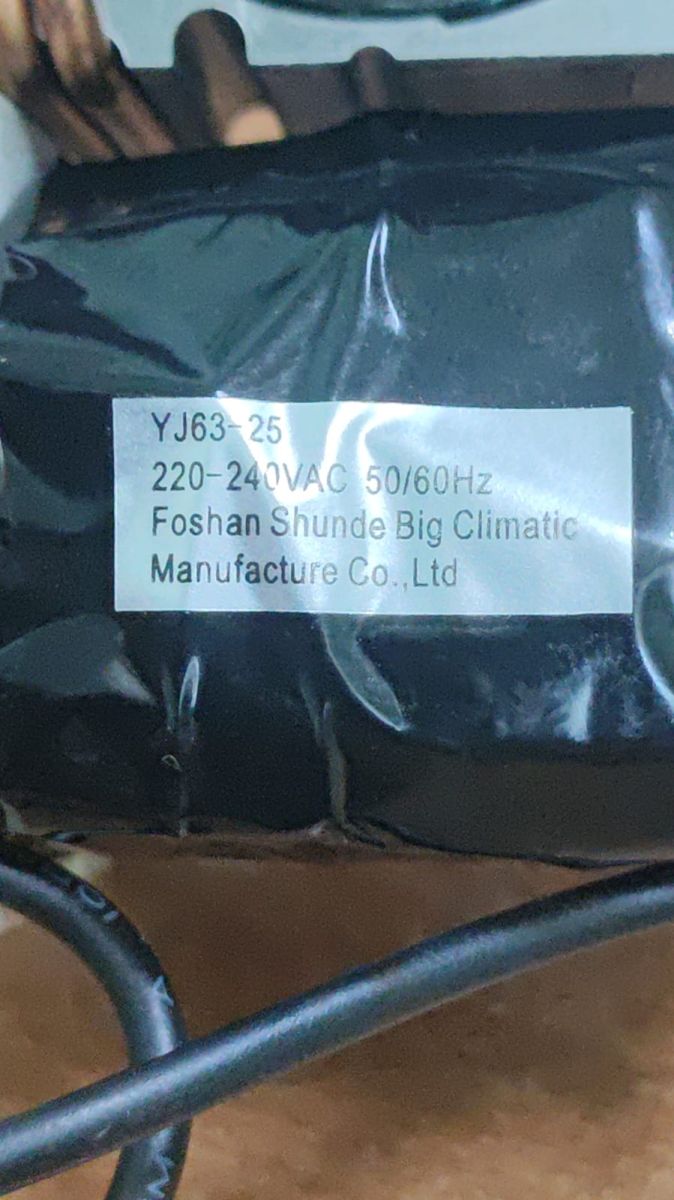 YJ63-25
220-240VAC 50/60Hz
Foshan Shunde Big Climatic
Manufacture Co.,Ltd